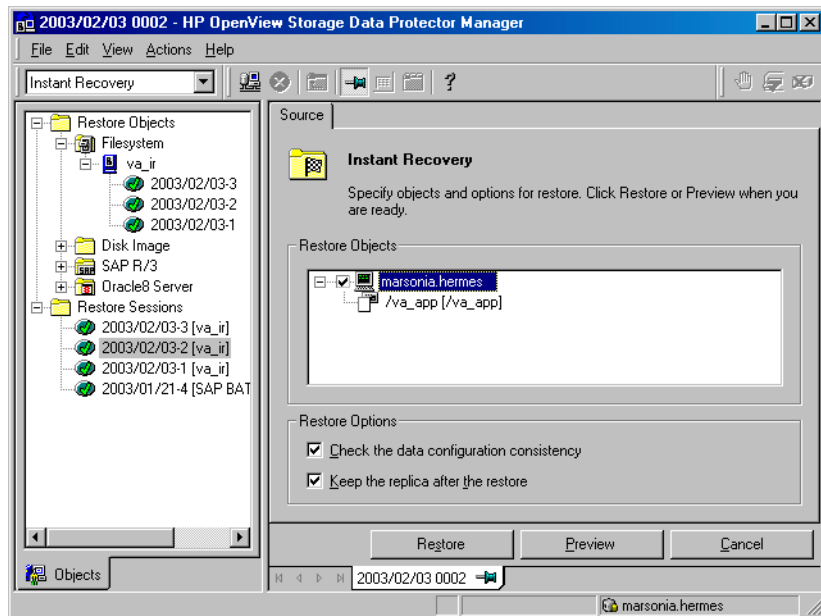 2003/02/03 0002 - HP OpenView Storage Data Protector Manager
File Edit View Actions Help
Instant Recovery
Restore Objects
Filesystem
va_ir
2003/02/03-3
2003/02/03-2
2003/02/03-1
Disk Image
SAP R/3
Oracle8 Server
Restore Sessions
2003/02/03-3 [va_ir]
2003/02/03-2 [va_ir]
2003/02/03-1 [va_ir]
2003/01/21-4 [SAP BAT
Objects
Source
Instant Recovery
Specify objects and options for restore. Click Restore or Preview when you
are ready.
Restore Objects
marsonia.hermes
/va_app [/va_app]
Restore Options
Check the data configuration consistency
Keep the replica after the restore
Restore Preview Cancel
2003/02/03 0002
marsonia.hermes